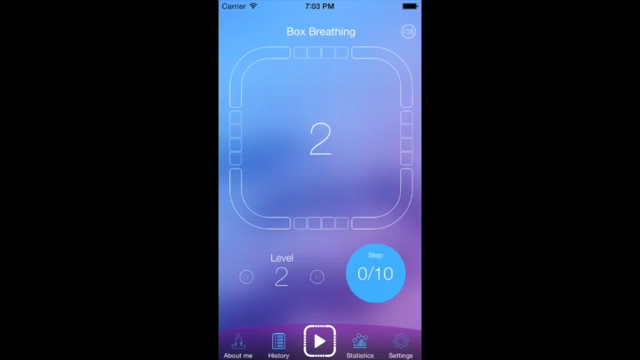 Carrier 7:03 PM
Box Breathing
2
Level
2
Step
0/10
About me History Statistics Settings